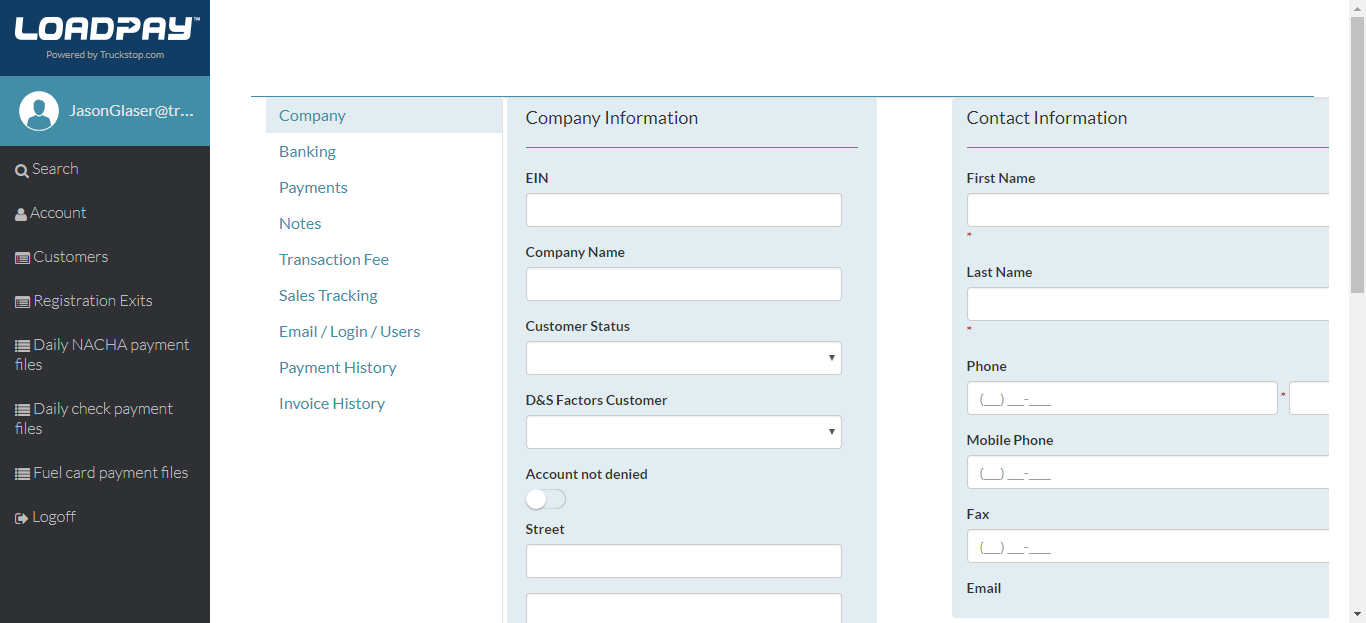 LOADPAY™
Powered by Truckstop.com
JasonGlaser@tr...
Search
Account
Customers
Registration Exits
Daily NACHA payment
files
Daily check payment
files
Fuel card payment files
Logoff
Company
Banking
Payments
Notes
Transaction Fee
Sales Tracking
Email / Login / Users
Payment History
Invoice History
Company Information
EIN
Company Name
Customer Status
D&S Factors Customer
Account not denied
Street
Contact Information
First Name
*
Last Name
*
Phone
(__) __-___ *
Mobile Phone
(__) __-___
Fax
(__) __-___
Email